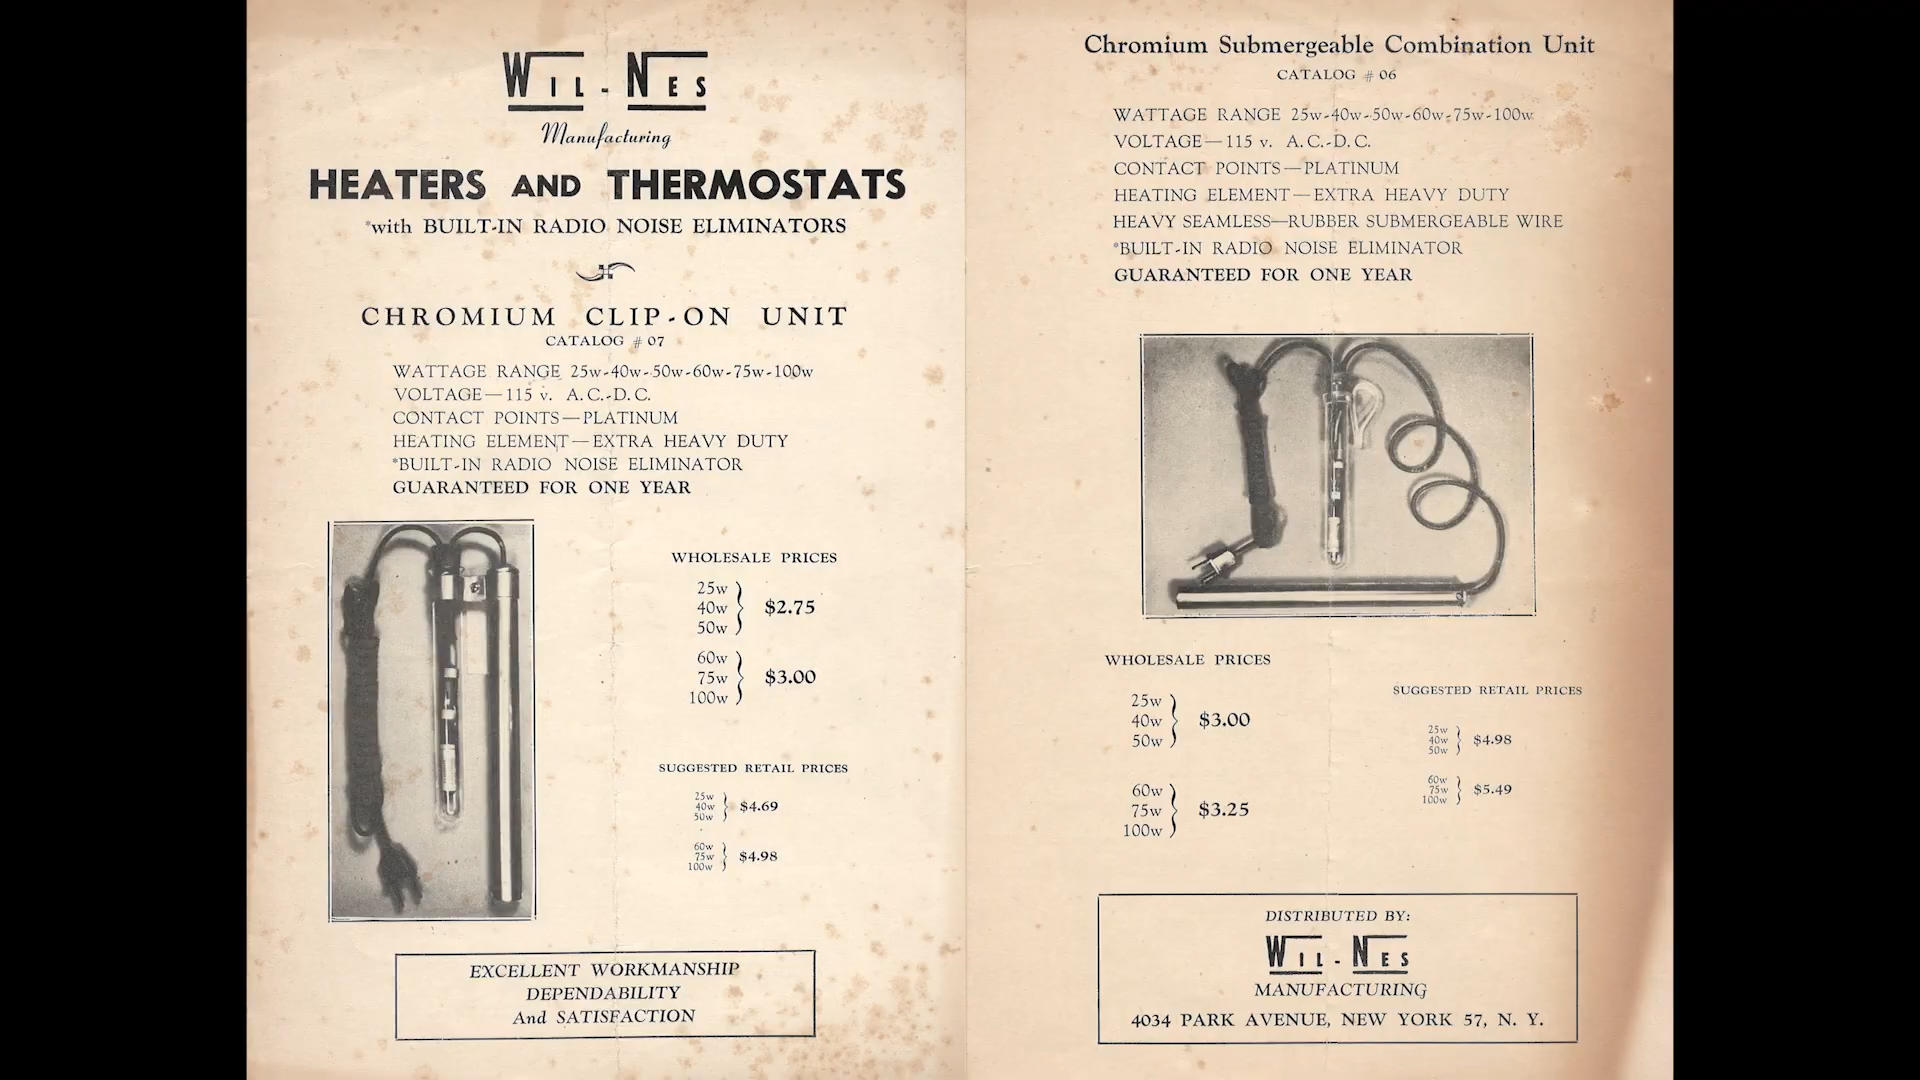 WIL-NES
Manufacturing
HEATERS AND THERMOSTATS
*with BUILT-IN RADIO NOISE ELIMINATORS
CHROMIUM CLIP-ON UNIT
CATALOG # 07
WATTAGE RANGE 25w-40w-50w-60w-75w-100w
VOLTAGE—115 v. A.C.-D.C.
CONTACT POINTS—PLATINUM
HEATING ELEMENT—EXTRA HEAVY DUTY
*BUILT-IN RADIO NOISE ELIMINATOR
GUARANTEED FOR ONE YEAR
WHOLESALE PRICES
25w
40w } $2.75
50w
60w
75w } $3.00
100w
SUGGESTED RETAIL PRICES
25w
40w } $4.69
50w
60w
75w } $4.98
100w
EXCELLENT WORKMANSHIP
DEPENDABILITY
And SATISFACTION
Chromium Submergeable Combination Unit
CATALOG # 06
WATTAGE RANGE 25w-40w-50w-60w-75w-100w
VOLTAGE—115 v. A.C.-D.C.
CONTACT POINTS—PLATINUM
HEATING ELEMENT—EXTRA HEAVY DUTY
HEAVY SEAMLESS—RUBBER SUBMERGEABLE WIRE
*BUILT-IN RADIO NOISE ELIMINATOR
GUARANTEED FOR ONE YEAR
WHOLESALE PRICES
25w
40w } $3.00
50w
60w
75w } $3.25
100w
SUGGESTED RETAIL PRICES
25w
40w } $4.98
50w
60w
75w } $5.49
100w
DISTRIBUTED BY:
WIL-NES
MANUFACTURING
4034 PARK AVENUE, NEW YORK 57, N. Y.